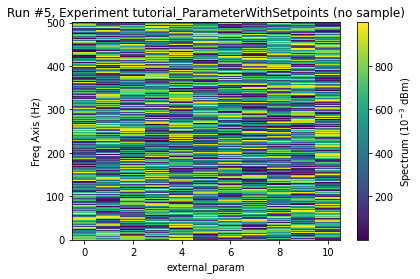 Run #5, Experiment tutorial_ParameterWithSetpoints (no sample)
500
400
300
200
100
0
Freq Axis (Hz)
0 2 4 6 8 10
external_param
800
600
400
200
Spectrum (10⁻³ dBm)